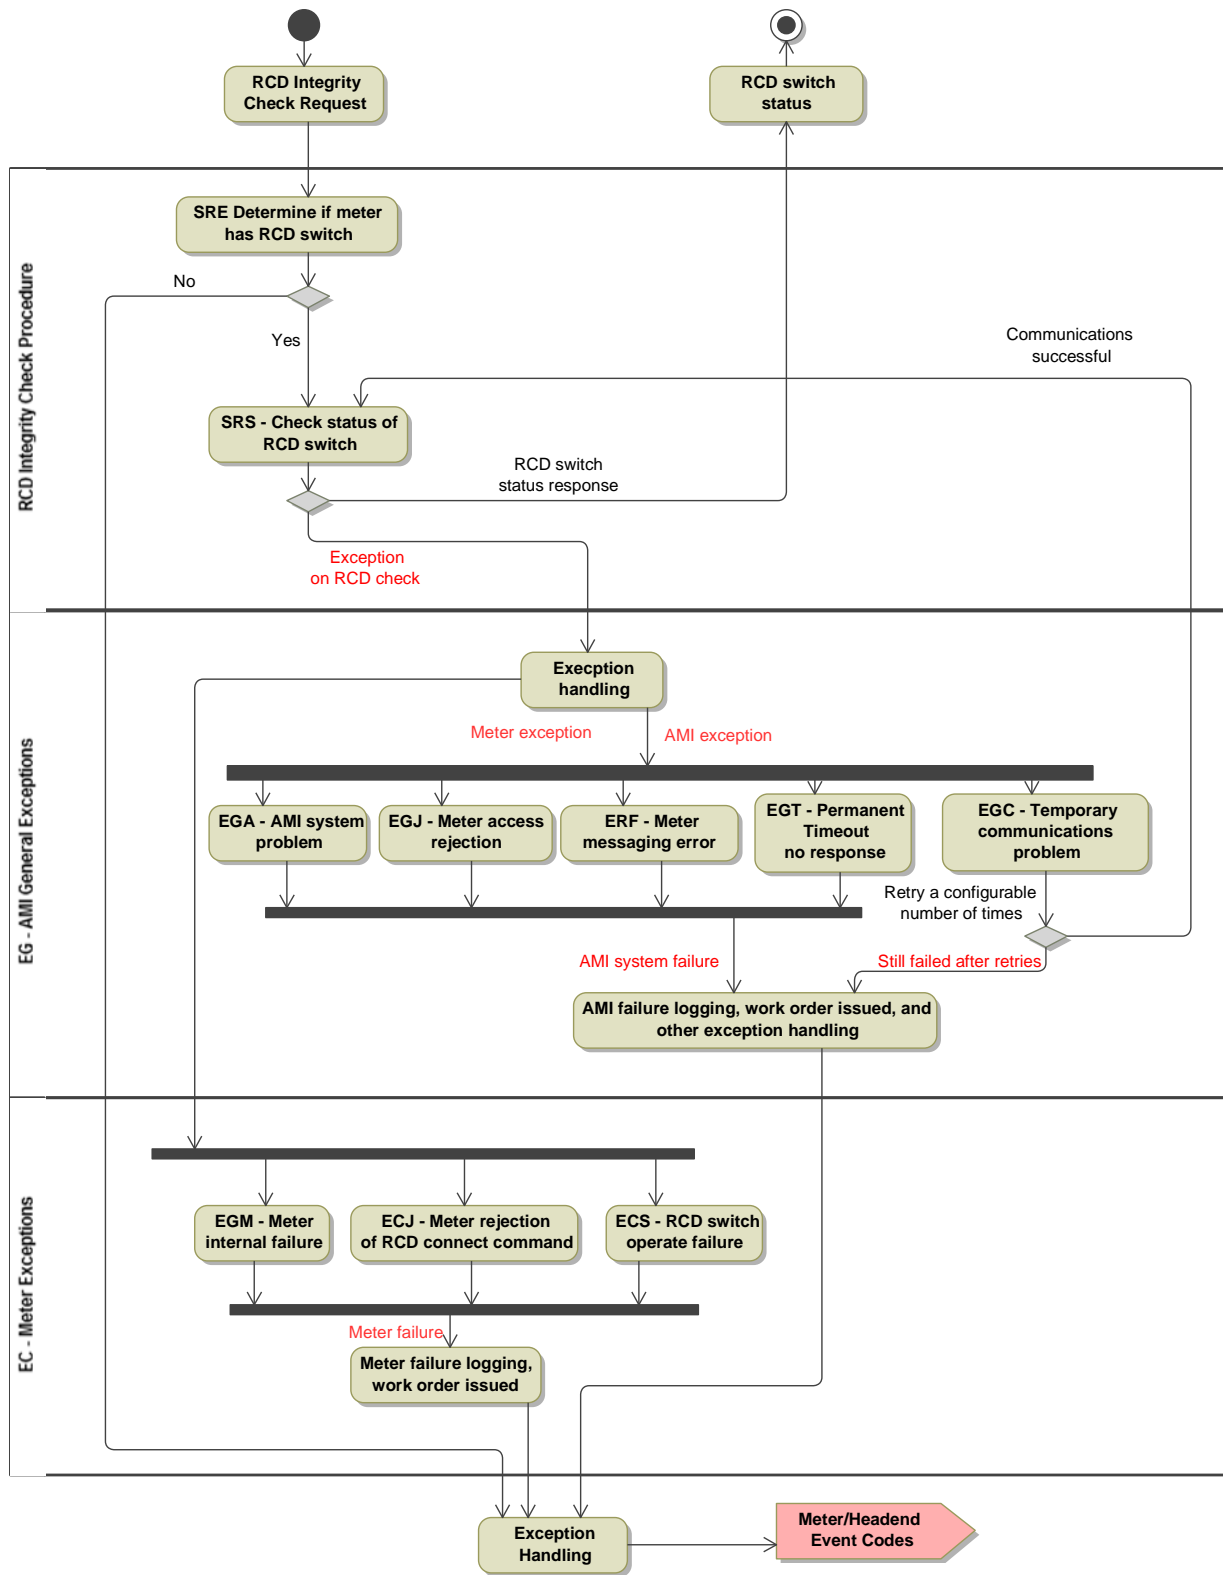 RCD Integrity
Check Request
RCD switch
status
RCD Integrity Check Procedure
SRE Determine if meter
has RCD switch
No
Yes
Communications
successful
SRS - Check status of
RCD switch
RCD switch
status response
Exception
on RCD check
EG - AMI General Exceptions
Execption
handling
Meter exception
AMI exception
EGA - AMI system
problem
EGJ - Meter access
rejection
ERF - Meter
messaging error
EGT - Permanent
Timeout
no response
EGC - Temporary
communications
problem
Retry a configurable
number of times
AMI system failure
Still failed after retries
AMI failure logging, work order issued, and
other exception handling
EC - Meter Exceptions
EGM - Meter
internal failure
ECJ - Meter rejection
of RCD connect command
ECS - RCD switch
operate failure
Meter failure
Meter failure logging,
work order issued
Exception
Handling
Meter/Headend
Event Codes